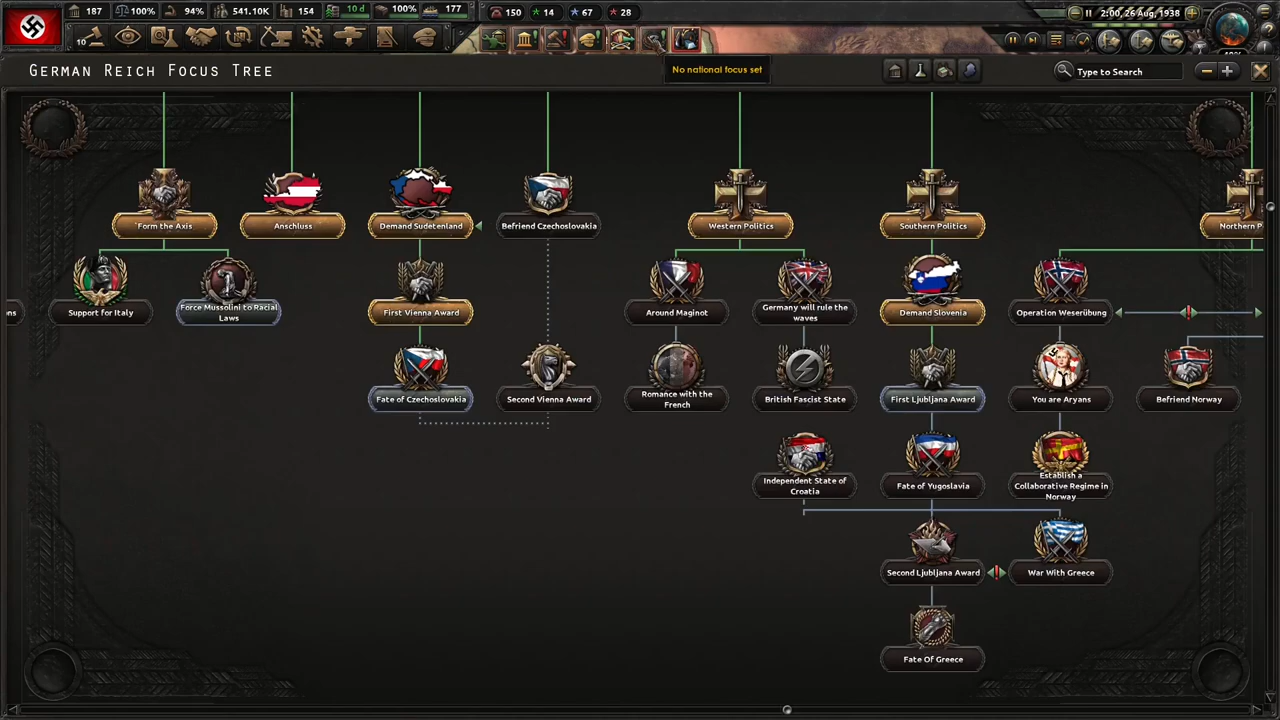 187 100% 94% 541.10K 154 10 d 100% 177 150 14 67 28 2:00, 26 Aug, 1938
10
No national focus set
German Reich Focus Tree
Type to Search
Form the Axis Anschluss Demand Sudetenland Befriend Czechoslovakia Western Politics Southern Politics Northern P
ons Support for Italy Force Mussolini to Racial Laws First Vienna Award Around Maginot Germany will rule the waves Demand Slovenia Operation Weserübung
Fate of Czechoslovakia Second Vienna Award Romance with the French British Fascist State First Ljubljana Award You are Aryans Befriend Norway
Independent State of Croatia Fate of Yugoslavia Establish a Collaborative Regime in Norway
Second Ljubljana Award War With Greece
Fate Of Greece